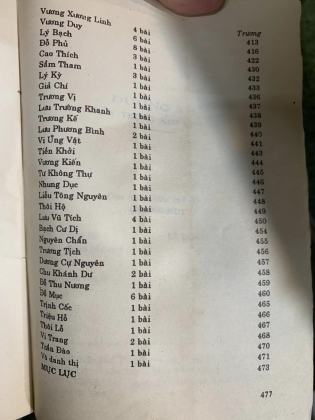 Trương
Vương Xương Linh 4 bài 413
Vương Duy 6 bài 416
Lý Bạch 8 bài 422
Đỗ Phủ 3 bài 430
Cao Thích 1 bài 432
Sầm Tham 3 bài 433
Lý Kỳ 1 bài 436
Giả Chí 1 bài 437
Trương Vị 1 bài 438
Lưu Trường Khanh 1 bài 439
Trương Kế 1 bài 440
Lưu Phương Bình 2 bài 441
Vi Ứng Vật 1 bài 443
Tiền Khởi 1 bài 444
Vương Kiến 1 bài 445
Tư Không Thự 1 bài 446
Nhung Dục 1 bài 447
Liễu Tông Nguyên 1 bài 448
Thôi Hộ 1 bài 449
Lưu Vũ Tích 4 bài 450
Bạch Cư Dị 1 bài 454
Nguyên Chẩn 1 bài 455
Trương Tịch 1 bài 456
Dương Cự Nguyên 1 bài 457
Chu Khánh Dư 2 bài 458
Đỗ Thu Nương 1 bài 459
Đỗ Mục 6 bài 460
Trịnh Cốc 1 bài 465
Triệu Hỗ 1 bài 466
Thôi Lỗ 1 bài 468
Vi Trang 2 bài 470
Trần Đào 1 bài 471
Vô danh thị 1 bài 473
MỤC LỤC
477